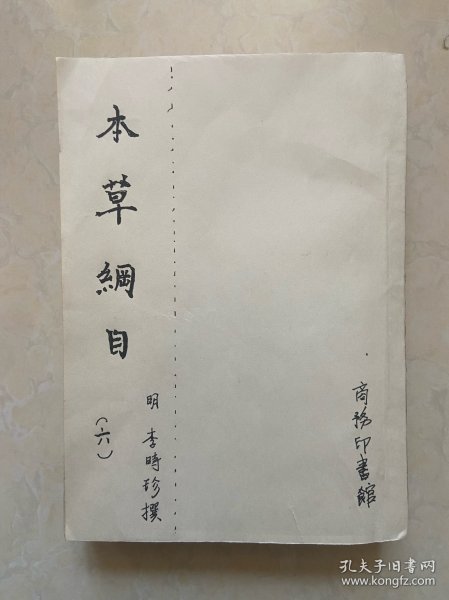 本草綱目
(六)
明 李時珍撰
商務印書館
孔夫子旧书网
www.kongfz.com